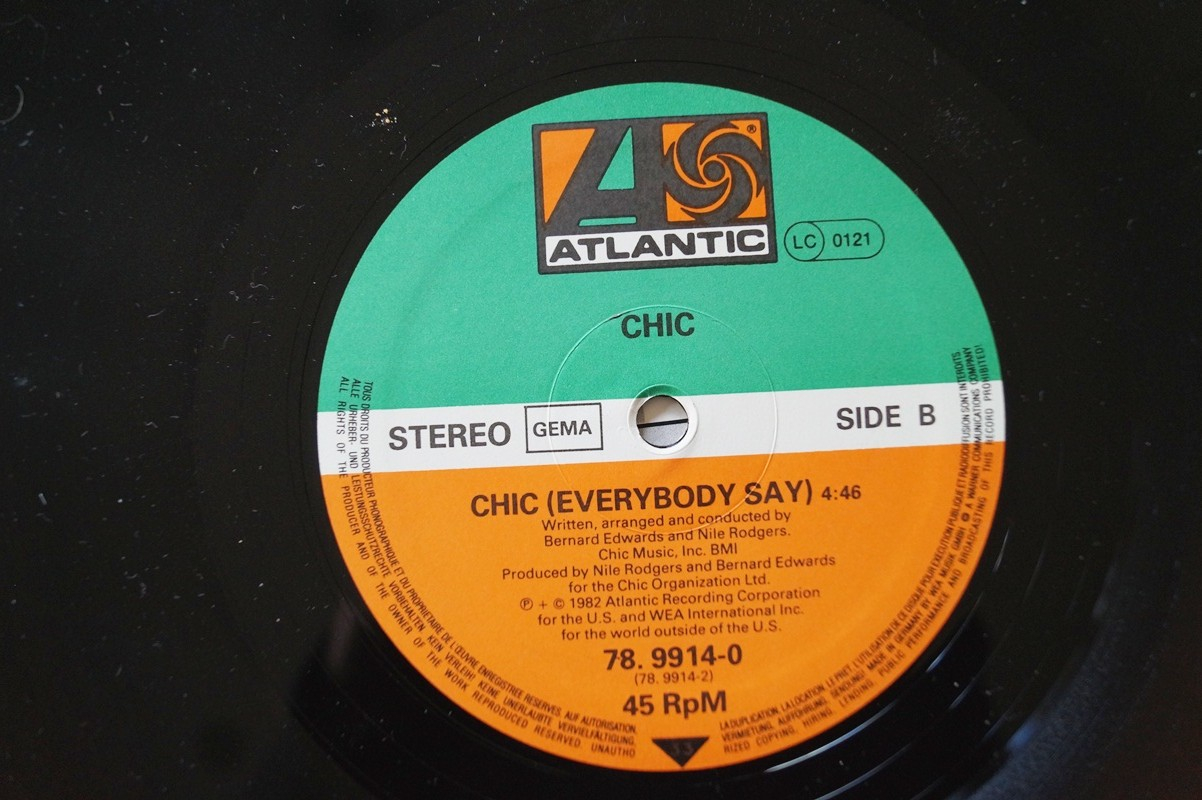 ATLANTIC
®
LC 0121
CHIC
STEREO GEMA SIDE B
CHIC (EVERYBODY SAY) 4:46
Written, arranged and conducted by
Bernard Edwards and Nile Rodgers.
Chic Music, Inc. BMI
Produced by Nile Rodgers and Bernard Edwards
for the Chic Organization Ltd.
℗ + © 1982 Atlantic Recording Corporation
for the U.S. and WEA International Inc.
for the world outside of the U.S.
78. 9914-0
(78. 9914-2)
45 RpM
33
TOUS DROITS DU PRODUCTEUR PHONOGRAPHIQUE ET DU PROPRIETAIRE DE L'ŒUVRE ENREGISTREE RESERVES, AUF AUTORISATION,
LA DUPLICATION, LA LOCATION, LE PRET, L'UTILISATION DE CE DISQUE POUR EXECUTION PUBLIQUE ET RADIODIFFUSION SONT INTERDITS
ALLE URHEBER- UND LEISTUNGSSCHUTZRECHTE VORBEHALTEN KEIN VERLEIH! KEINE UNERLAUBTE VERVIELFÄLTIGUNG,
VERMIETUNG, AUFFÜHRUNG, SENDUNG! MADE IN GERMANY BY WEA MUSIK GMBH A WARNER COMMUNICATIONS COMPANY
ALL RIGHTS OF THE PRODUCER AND OF THE OWNER OF THE WORK REPRODUCED RESERVED. UNAUTHO
RIZED COPYING, HIRING, LENDING, PUBLIC PERFORMANCE AND BROADCASTING OF THIS RECORD PROHIBITED!